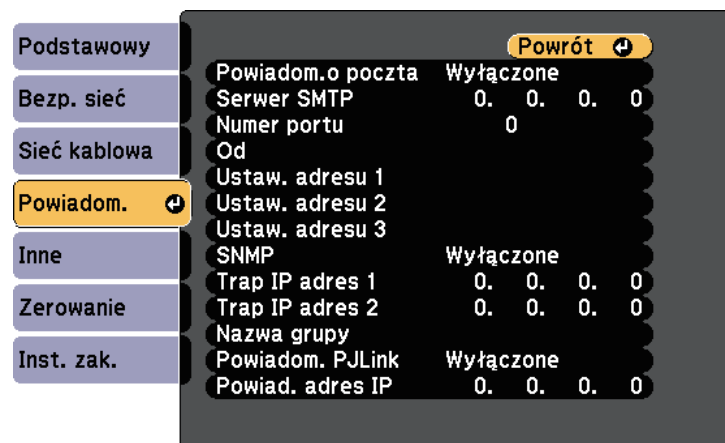 Podstawowy
Bezp. sieć
Sieć kablowa
Powiadom.
Inne
Zerowanie
Inst. zak.
Powrót
Powiadom.o poczta Wyłączone
Serwer SMTP 0. 0. 0. 0
Numer portu 0
Od
Ustaw. adresu 1
Ustaw. adresu 2
Ustaw. adresu 3
SNMP Wyłączone
Trap IP adres 1 0. 0. 0. 0
Trap IP adres 2 0. 0. 0. 0
Nazwa grupy
Powiadom. PJLink Wyłączone
Powiad. adres IP 0. 0. 0. 0